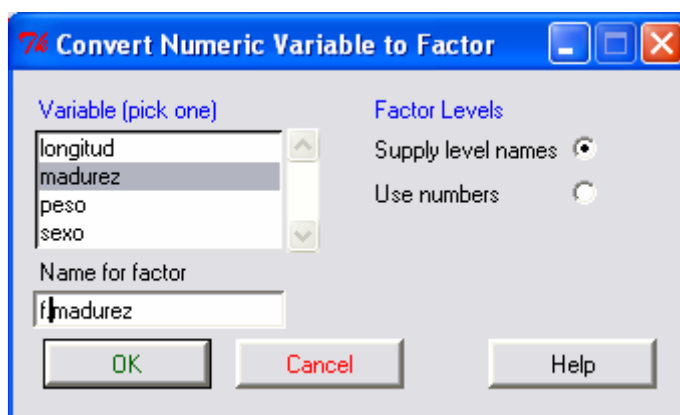 Convert Numeric Variable to Factor
Variable (pick one)
longitud
madurez
peso
sexo
Factor Levels
Supply level names
Use numbers
Name for factor
f.madurez
OK
Cancel
Help